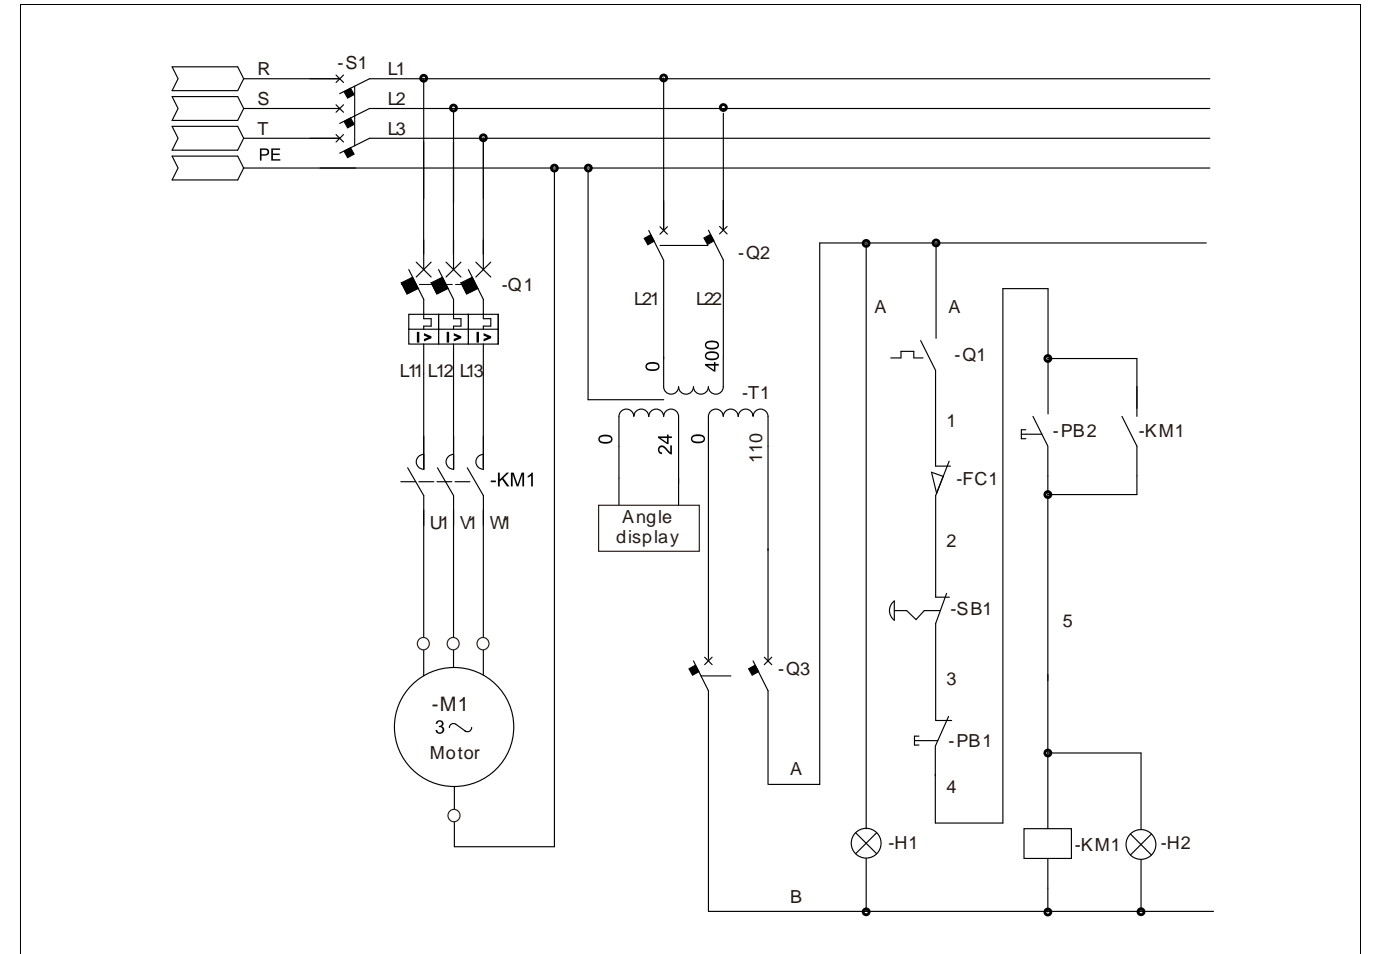 R
-S1
L1
S
L2
T
L3
PE
-Q2
-Q1
L21
L22
A
A
I>
I>
I>
0
400
-Q1
L11
L12
L13
-T1
0
24
0
110
1
-PB2
-KM1
-KM1
-FC1
U1
V1
W1
Angle
display
2
-SB1
5
-Q3
3
-M1
3~
Motor
-PB1
A
4
-H1
-KM1
-H2
B